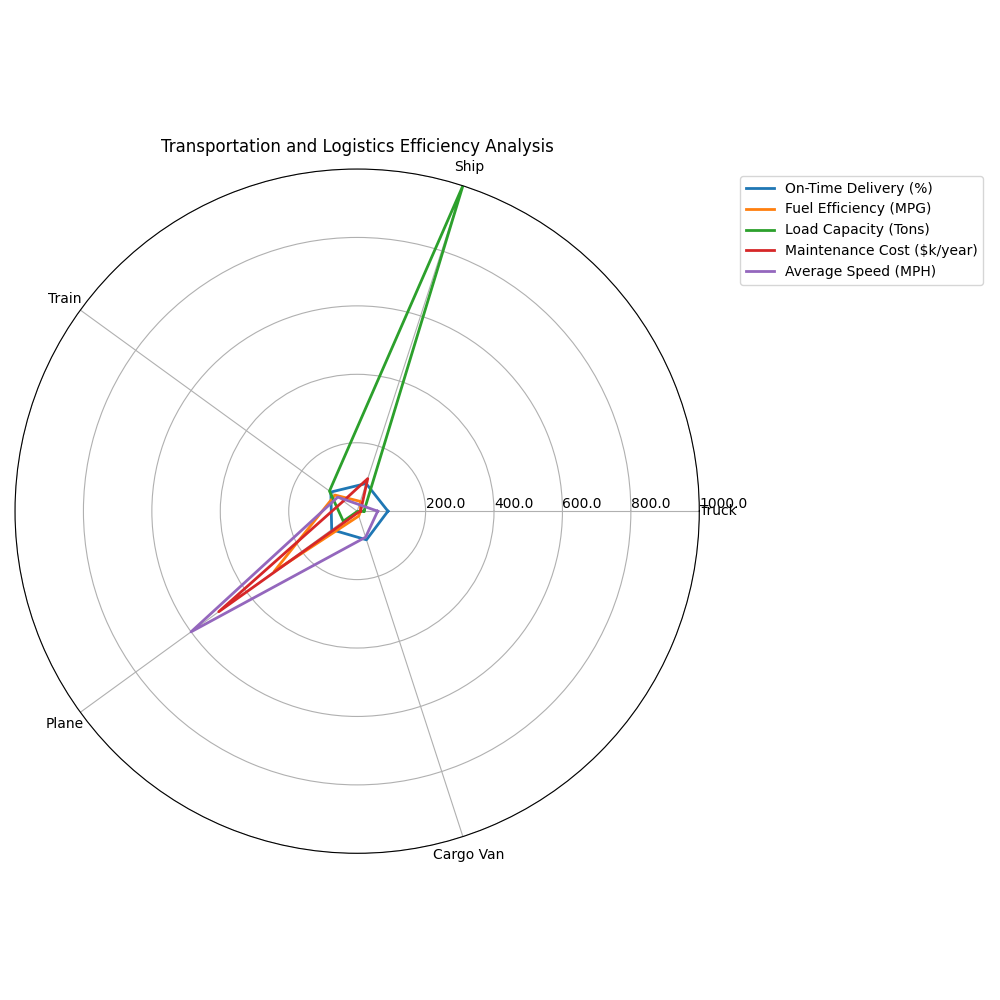 Transportation and Logistics Efficiency Analysis
Ship
On-Time Delivery (%)
Fuel Efficiency (MPG)
Load Capacity (Tons)
Maintenance Cost ($k/year)
Average Speed (MPH)
Train
200.0
400.0
600.0
800.0
1000.0
Truck
Plane
Cargo Van